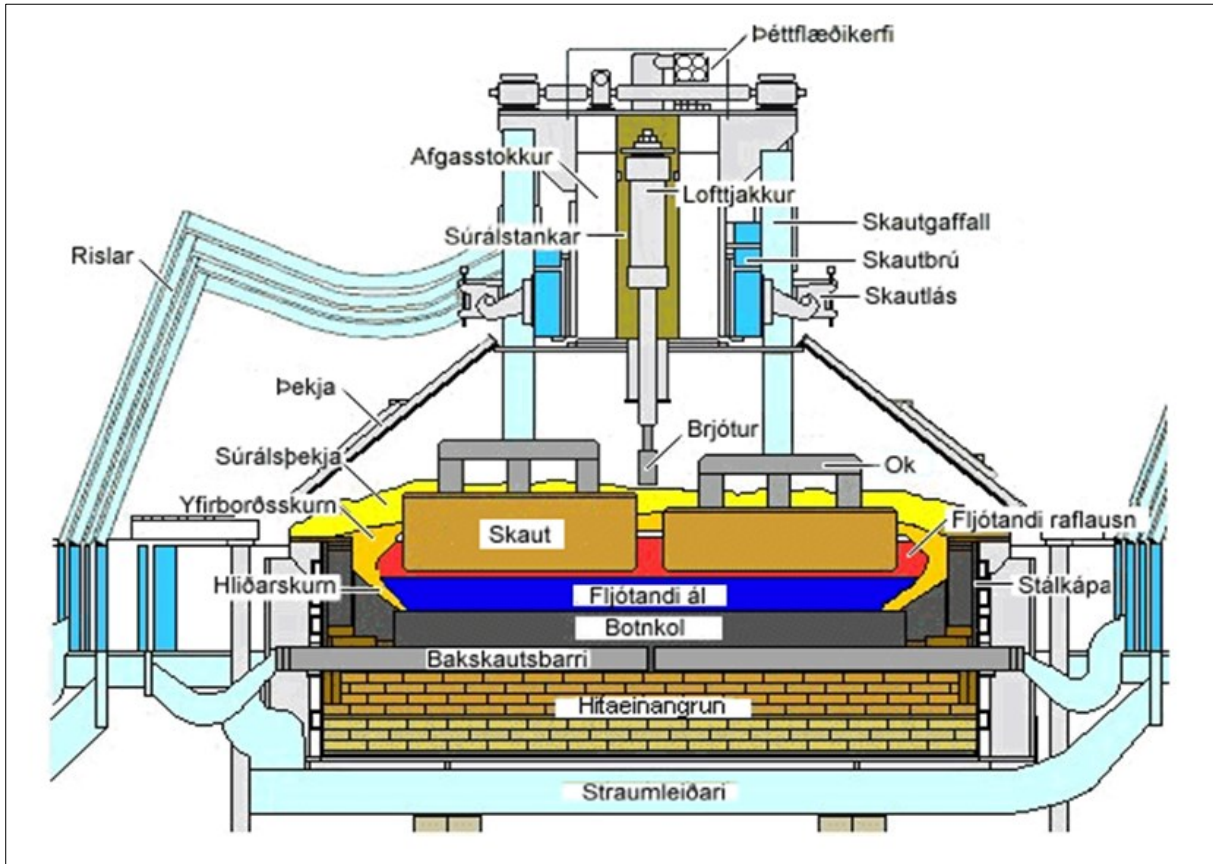 Þéttflæðikerfi
Afgasstokkur
Lofttjakkur
Skautgaffall
Súrálstankar
Rislar
Skautbrú
Skautlás
Þekja
Brjótur
Súrálsþekja
Ok
Yfirborðsskurn
Skaut
Fljótandi raflausn
Hliðarskurn
Fljótandi ál
Stálkápa
Botnkol
Bakskautsbarri
Hitaeinangrun
Straumleiðari